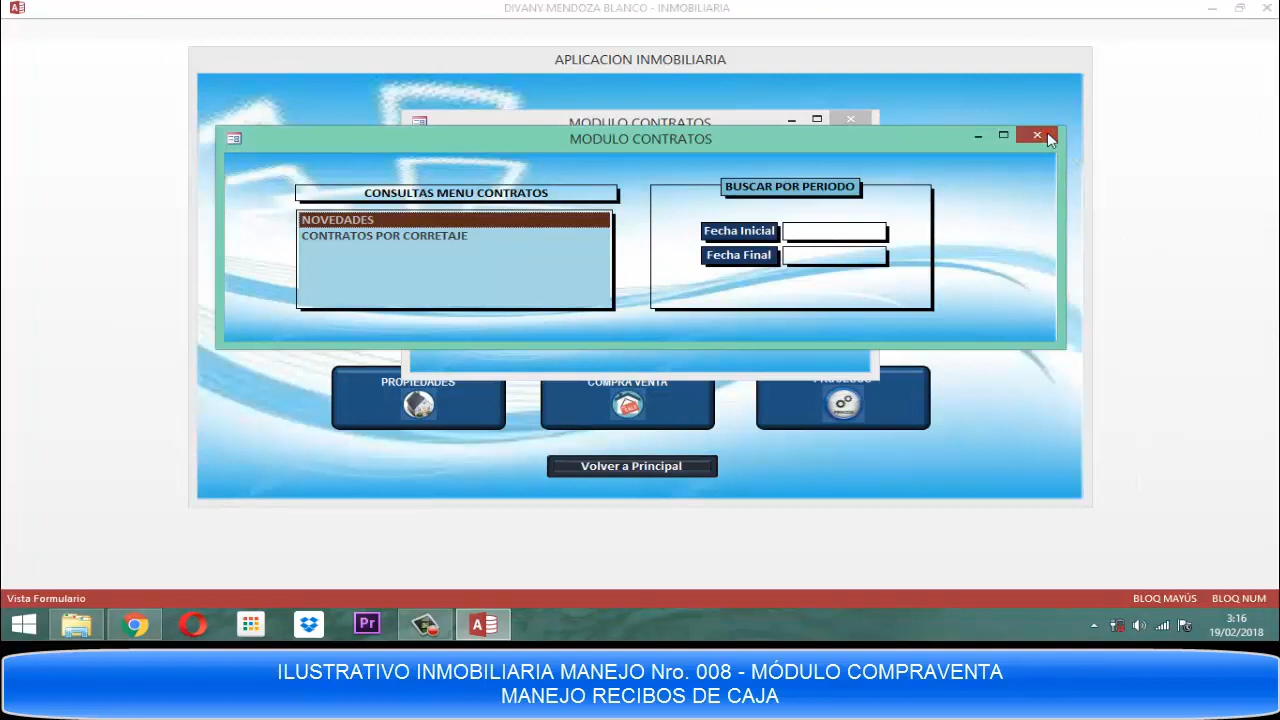 DIVANY MENDOZA BLANCO - INMOBILIARIA
APLICACION INMOBILIARIA
MODULO CONTRATOS
MODULO CONTRATOS
CONSULTAS MENU CONTRATOS
NOVEDADES
CONTRATOS POR CORRETAJE
BUSCAR POR PERIODO
Fecha Inicial
Fecha Final
PROPIEDADES
COMPRA VENTA
Volver a Principal
Vista Formulario
BLOQ MAYÚS BLOQ NUM
Pr
3:16
19/02/2018
ILUSTRATIVO INMOBILIARIA MANEJO Nro. 008 - MÓDULO COMPRAVENTA
MANEJO RECIBOS DE CAJA